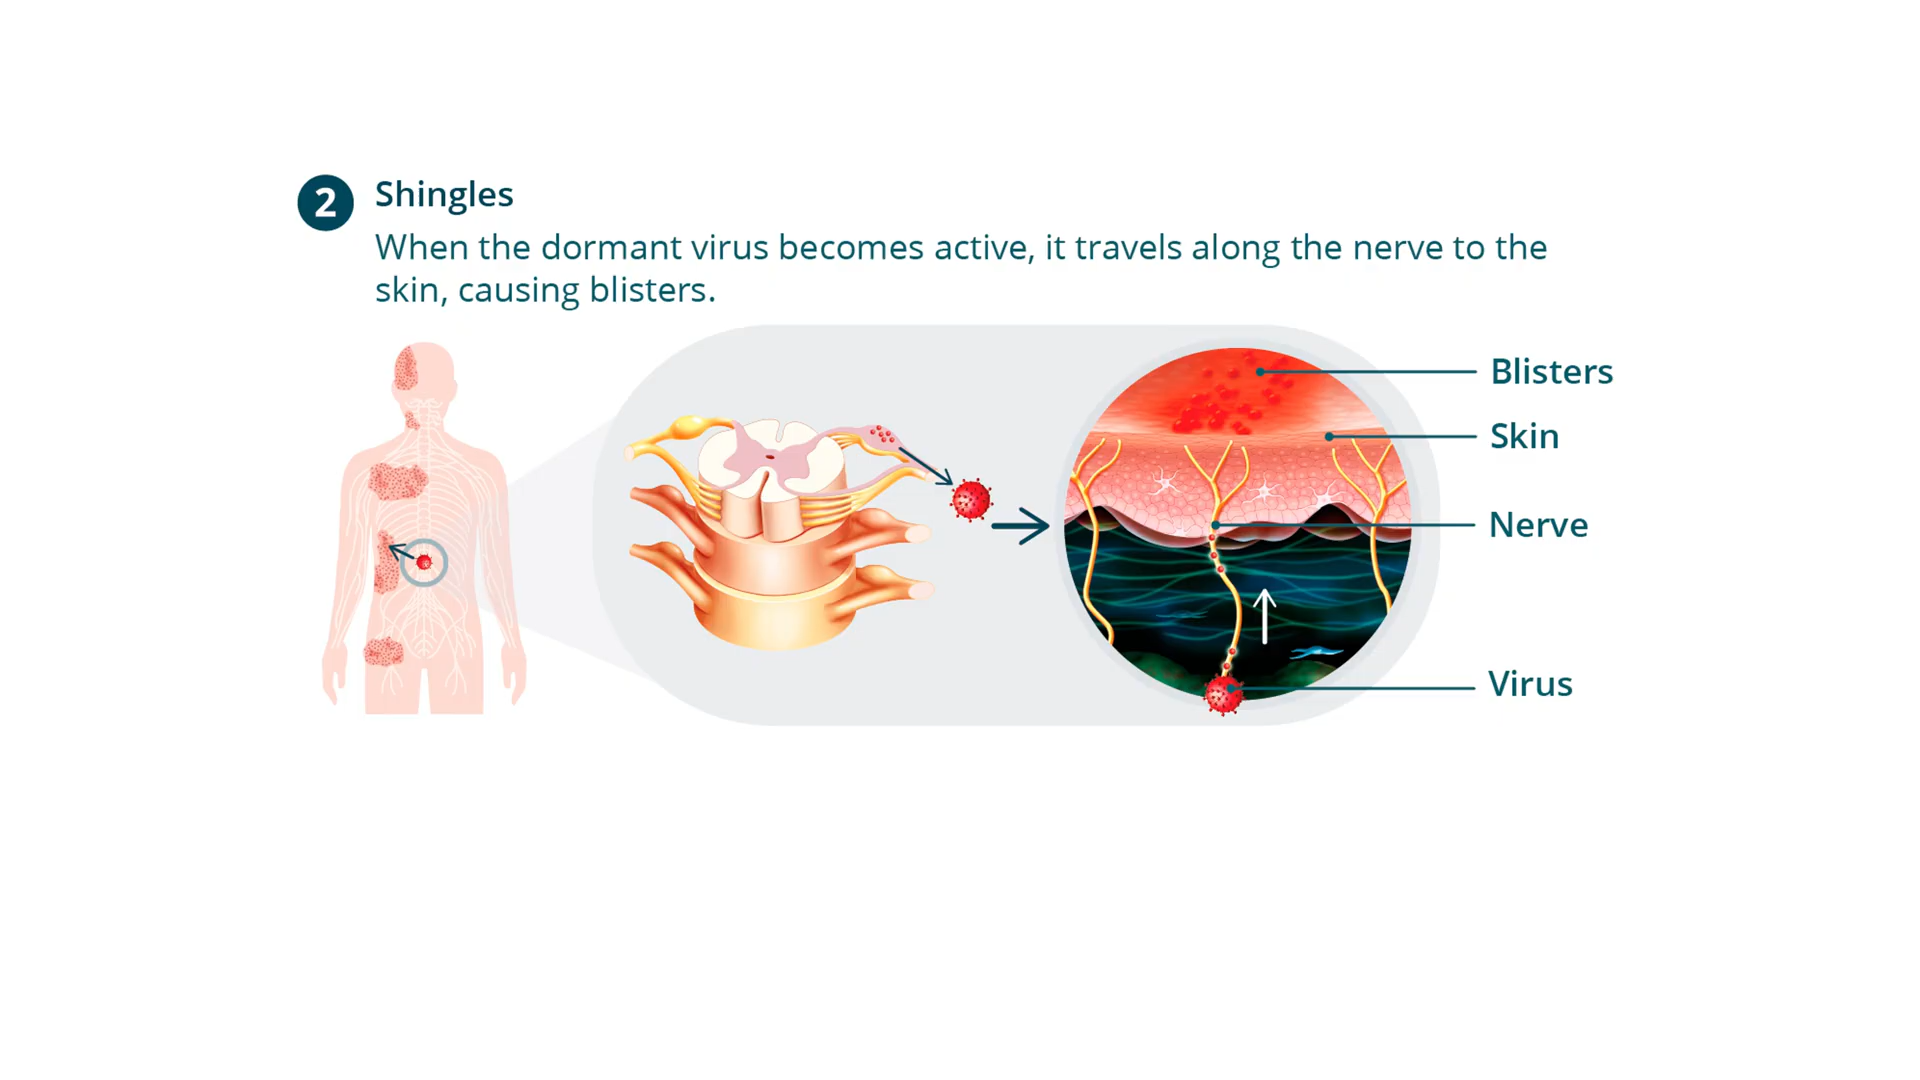 2
Shingles
When the dormant virus becomes active, it travels along the nerve to the
skin, causing blisters.
Blisters
Skin
Nerve
Virus